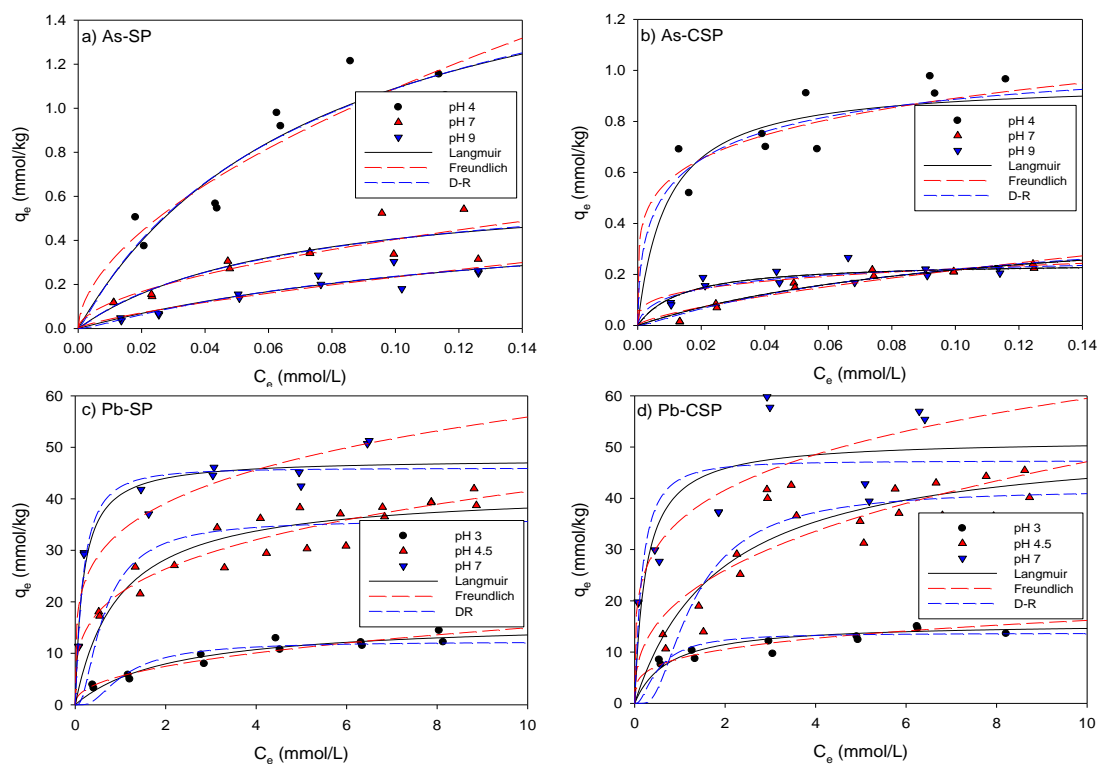 a) As-SP
q_e (mmol/kg)
1.4
1.2
1.0
0.8
0.6
0.4
0.2
0.0
pH 4
pH 7
pH 9
Langmuir
Freundlich
D-R
0.00 0.02 0.04 0.06 0.08 0.10 0.12 0.14
C_e (mmol/L)
b) As-CSP
q_e (mmol/kg)
1.2
1.0
0.8
0.6
0.4
0.2
0.0
pH 4
pH 7
pH 9
Langmuir
Freundlich
D-R
0.00 0.02 0.04 0.06 0.08 0.10 0.12 0.14
C_e (mmol/L)
c) Pb-SP
q_e (mmol/kg)
60
50
40
30
20
10
0
pH 3
pH 4.5
pH 7
Langmuir
Freundlich
DR
0 2 4 6 8 10
C_e (mmol/L)
d) Pb-CSP
q_e (mmol/kg)
60
50
40
30
20
10
0
pH 3
pH 4.5
pH 7
Langmuir
Freundlich
D-R
0 2 4 6 8 10
C_e (mmol/L)